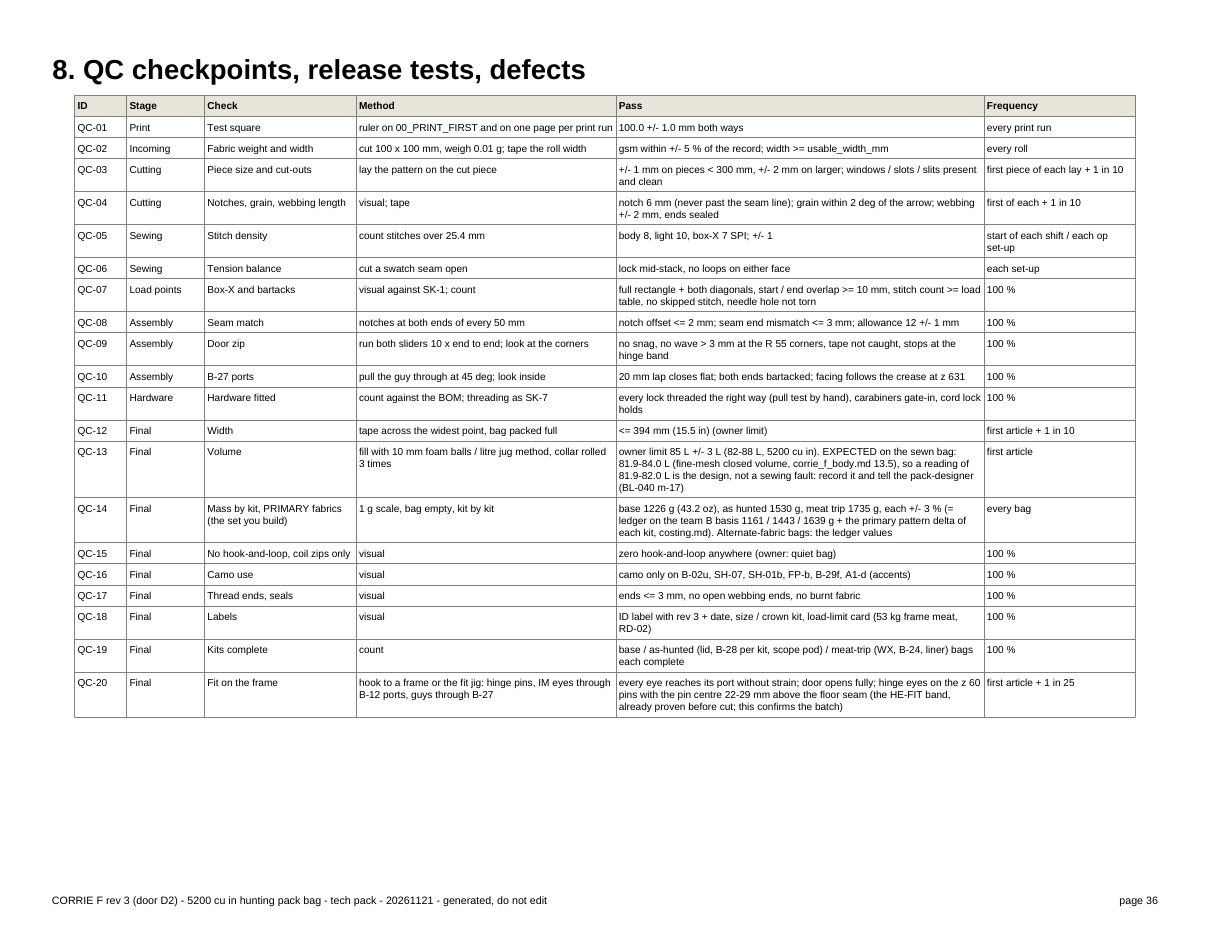 8. QC checkpoints, release tests, defects
ID Stage Check Method Pass Frequency
QC-01 Print Test square ruler on 00_PRINT_FIRST and on one page per print run 100.0 +/- 1.0 mm both ways every print run
QC-02 Incoming Fabric weight and width cut 100 x 100 mm, weigh 0.01 g; tape the roll width gsm within +/- 5 % of the record; width >= usable_width_mm every roll
QC-03 Cutting Piece size and cut-outs lay the pattern on the cut piece +/- 1 mm on pieces < 300 mm, +/- 2 mm on larger; windows / slots / slits present first piece of each lay + 1 in 10
and clean
QC-04 Cutting Notches, grain, webbing length visual; tape notch 6 mm (never past the seam line); grain within 2 deg of the arrow; webbing first of each + 1 in 10
+/- 2 mm, ends sealed
QC-05 Sewing Stitch density count stitches over 25.4 mm body 8, light 10, box-X 7 SPI; +/- 1 start of each shift / each op
set-up
QC-06 Sewing Tension balance cut a swatch seam open lock mid-stack, no loops on either face each set-up
QC-07 Load points Box-X and bartacks visual against SK-1; count full rectangle + both diagonals, start / end overlap >= 10 mm, stitch count >= load 100 %
table, no skipped stitch, needle hole not torn
QC-08 Assembly Seam match notches at both ends of every 50 mm notch offset <= 2 mm; seam end mismatch <= 3 mm; allowance 12 +/- 1 mm 100 %
QC-09 Assembly Door zip run both sliders 10 x end to end; look at the corners no snag, no wave > 3 mm at the R 55 corners, tape not caught, stops at the 100 %
hinge band
QC-10 Assembly B-27 ports pull the guy through at 45 deg; look inside 20 mm lap closes flat; both ends bartacked; facing follows the crease at z 631 100 %
QC-11 Hardware Hardware fitted count against the BOM; threading as SK-7 every lock threaded the right way (pull test by hand), carabiners gate-in, cord lock 100 %
holds
QC-12 Final Width tape across the widest point, bag packed full <= 394 mm (15.5 in) (owner limit) first article + 1 in 10
QC-13 Final Volume fill with 10 mm foam balls / litre jug method, collar rolled owner limit 85 L +/- 3 L (82-88 L, 5200 cu in). EXPECTED on the sewn bag: first article
3 times 81.9-84.0 L (fine-mesh closed volume, corrie_f_body.md 13.5), so a reading of
81.9-82.0 L is the design, not a sewing fault: record it and tell the pack-designer
(BL-040 m-17)
QC-14 Final Mass by kit, PRIMARY fabrics 1 g scale, bag empty, kit by kit base 1226 g (43.2 oz), as hunted 1530 g, meat trip 1735 g, each +/- 3 % (= every bag
(the set you build) ledger on the team B basis 1161 / 1443 / 1639 g + the primary pattern delta of
each kit, costing.md). Alternate-fabric bags: the ledger values
QC-15 Final No hook-and-loop, coil zips only visual zero hook-and-loop anywhere (owner: quiet bag) 100 %
QC-16 Final Camo use visual camo only on B-02u, SH-07, SH-01b, FP-b, B-29f, A1-d (accents) 100 %
QC-17 Final Thread ends, seals visual ends <= 3 mm, no open webbing ends, no burnt fabric 100 %
QC-18 Final Labels visual ID label with rev 3 + date, size / crown kit, load-limit card (53 kg frame meat, 100 %
RD-02)
QC-19 Final Kits complete count base / as-hunted (lid, B-28 per kit, scope pod) / meat-trip (WX, B-24, liner) bags 100 %
each complete
QC-20 Final Fit on the frame hook to a frame or the fit jig: hinge pins, IM eyes through every eye reaches its port without strain; door opens fully; hinge eyes on the z 60 first article + 1 in 25
B-12 ports, guys through B-27 pins with the pin centre 22-29 mm above the floor seam (the HE-FIT band,
already proven before cut; this confirms the batch)
CORRIE F rev 3 (door D2) - 5200 cu in hunting pack bag - tech pack - 20261121 - generated, do not edit page 36